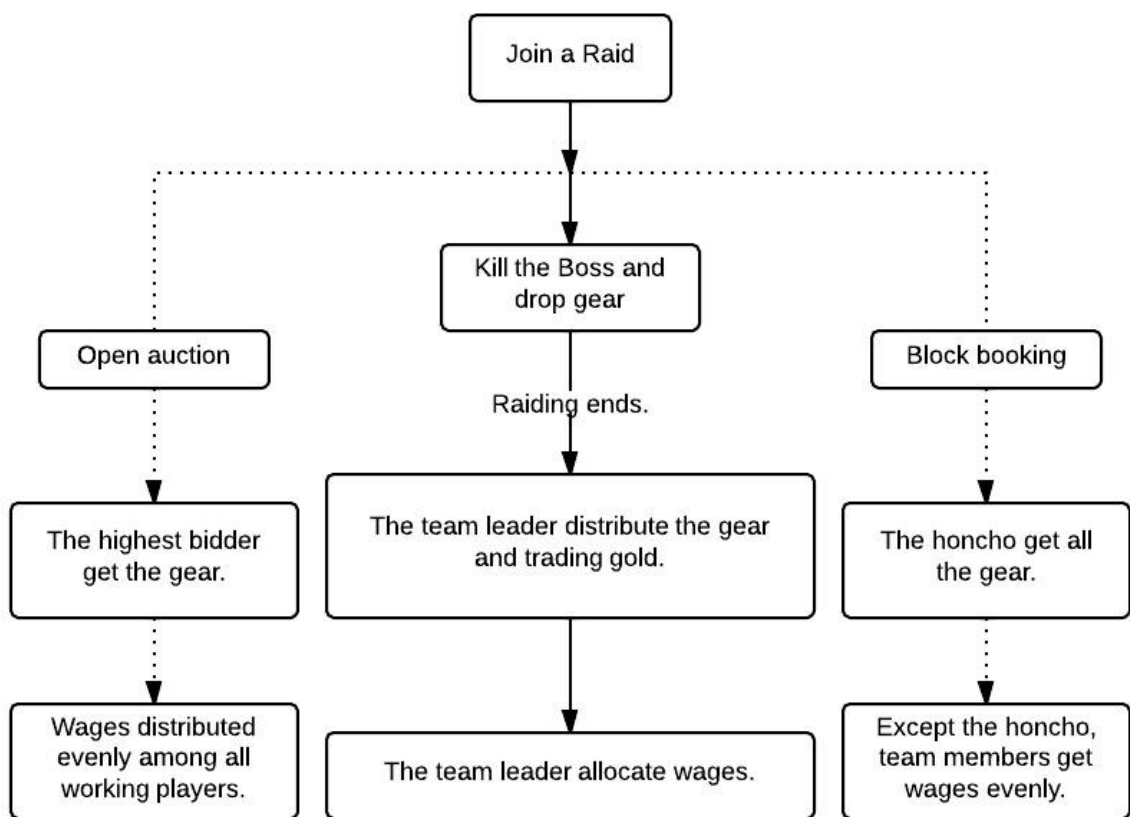 Join a Raid
Kill the Boss and
drop gear
Open auction
Block booking
Raiding ends.
The highest bidder
get the gear.
The team leader distribute the gear
and trading gold.
The honcho get all
the gear.
Wages distributed
evenly among all
working players.
The team leader allocate wages.
Except the honcho,
team members get
wages evenly.